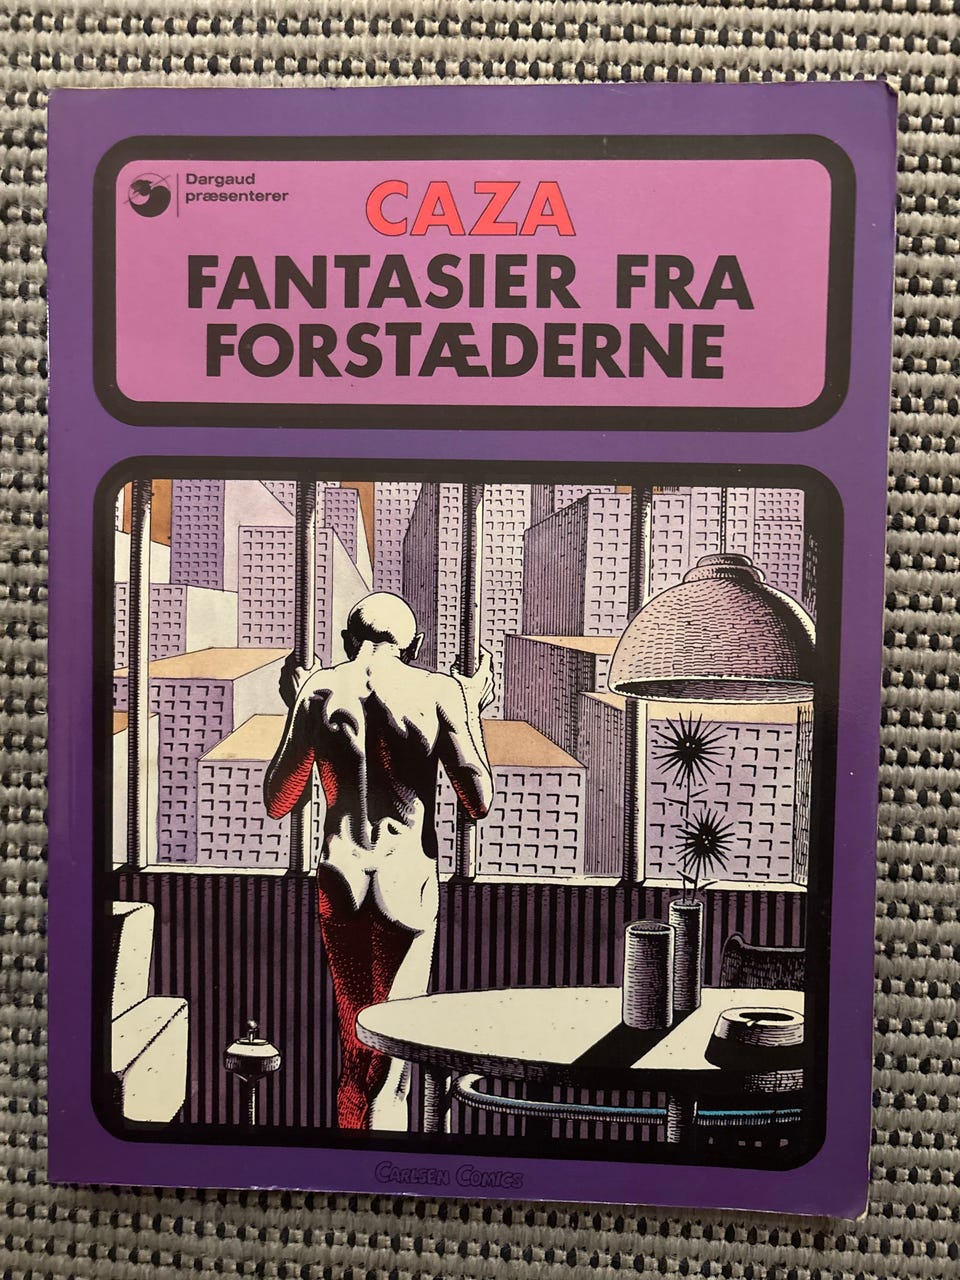 Dargaud
præsenterer
CAZA
FANTASIER FRA
FORSTÆDERNE
CARLSEN COMICS